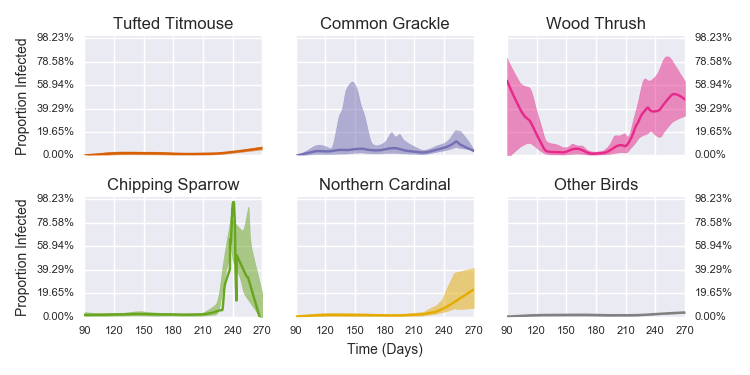 Tufted Titmouse Common Grackle Wood Thrush
98.23% 98.23%
78.58% 78.58%
58.94% 58.94%
39.29% 39.29%
19.65% 19.65%
0.00% 0.00%
Proportion Infected
Chipping Sparrow Northern Cardinal Other Birds
98.23% 98.23%
78.58% 78.58%
58.94% 58.94%
39.29% 39.29%
19.65% 19.65%
0.00% 0.00%
Proportion Infected
90 120 150 180 210 240 270 90 120 150 180 210 240 270 90 120 150 180 210 240 270
Time (Days)